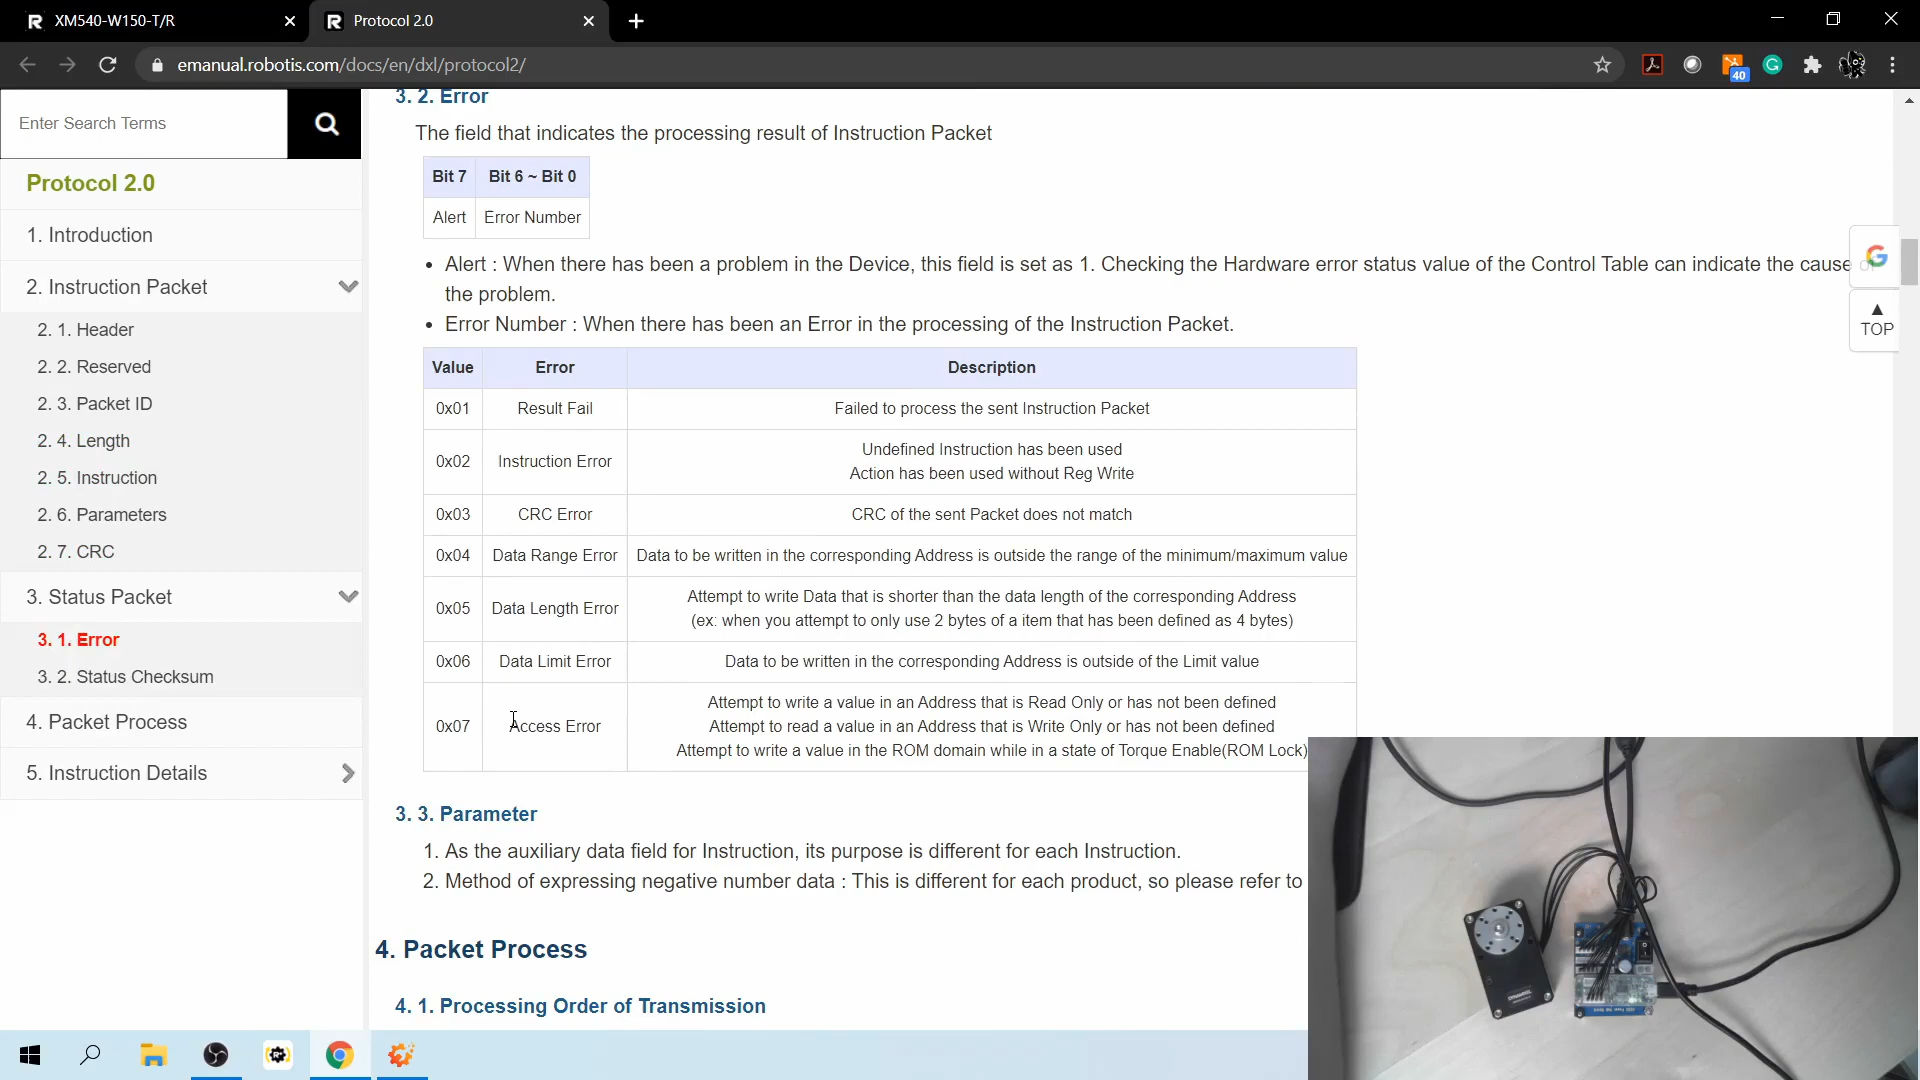 XM540-W150-T/R
Protocol 2.0
emanual.robotis.com/docs/en/dxl/protocol2/
40
Enter Search Terms
Protocol 2.0
1. Introduction
2. Instruction Packet
2. 1. Header
2. 2. Reserved
2. 3. Packet ID
2. 4. Length
2. 5. Instruction
2. 6. Parameters
2. 7. CRC
3. Status Packet
3. 1. Error
3. 2. Status Checksum
4. Packet Process
5. Instruction Details
3. 2. Error
The field that indicates the processing result of Instruction Packet
Bit 7 Bit 6 ~ Bit 0
Alert Error Number
• Alert : When there has been a problem in the Device, this field is set as 1. Checking the Hardware error status value of the Control Table can indicate the cause of
the problem.
• Error Number : When there has been an Error in the processing of the Instruction Packet.
Value Error Description
0x01 Result Fail Failed to process the sent Instruction Packet
0x02 Instruction Error Undefined Instruction has been used
Action has been used without Reg Write
0x03 CRC Error CRC of the sent Packet does not match
0x04 Data Range Error Data to be written in the corresponding Address is outside the range of the minimum/maximum value
0x05 Data Length Error Attempt to write Data that is shorter than the data length of the corresponding Address
(ex: when you attempt to only use 2 bytes of a item that has been defined as 4 bytes)
0x06 Data Limit Error Data to be written in the corresponding Address is outside of the Limit value
0x07 Access Error Attempt to write a value in an Address that is Read Only or has not been defined
Attempt to read a value in an Address that is Write Only or has not been defined
Attempt to write a value in the ROM domain while in a state of Torque Enable(ROM Lock)
3. 3. Parameter
1. As the auxiliary data field for Instruction, its purpose is different for each Instruction.
2. Method of expressing negative number data : This is different for each product, so please refer to
4. Packet Process
4. 1. Processing Order of Transmission
▲
TOP